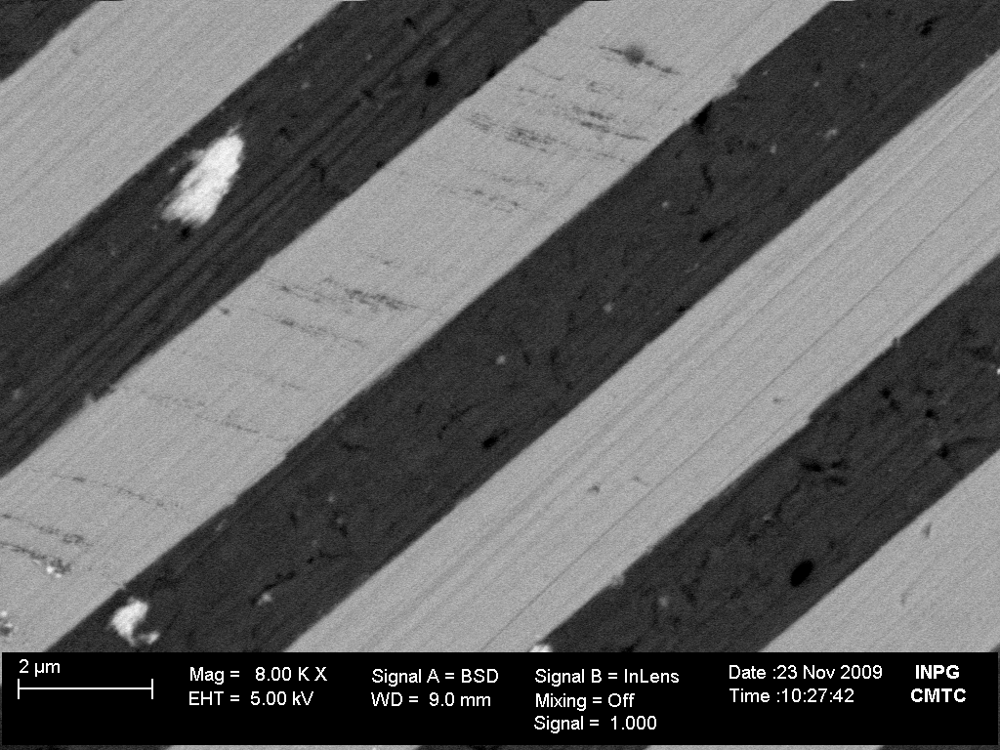 2 µm
Mag = 8.00 K X
EHT = 5.00 kV
Signal A = BSD
WD = 9.0 mm
Signal B = InLens
Mixing = Off
Signal = 1.000
Date :23 Nov 2009
Time :10:27:42
INPG
CMTC